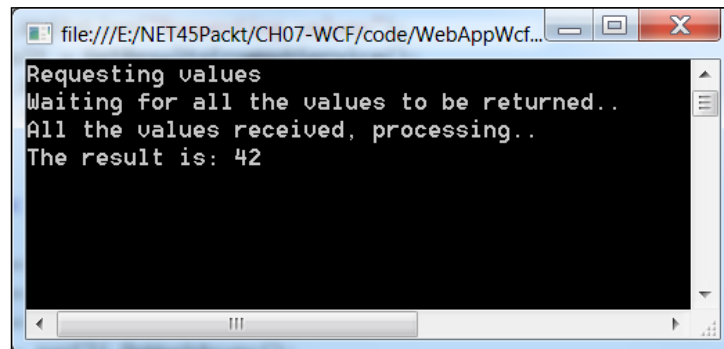 file:///E:/NET45Packt/CH07-WCF/code/WebAppWcf...
Requesting values
Waiting for all the values to be returned..
All the values received, processing..
The result is: 42